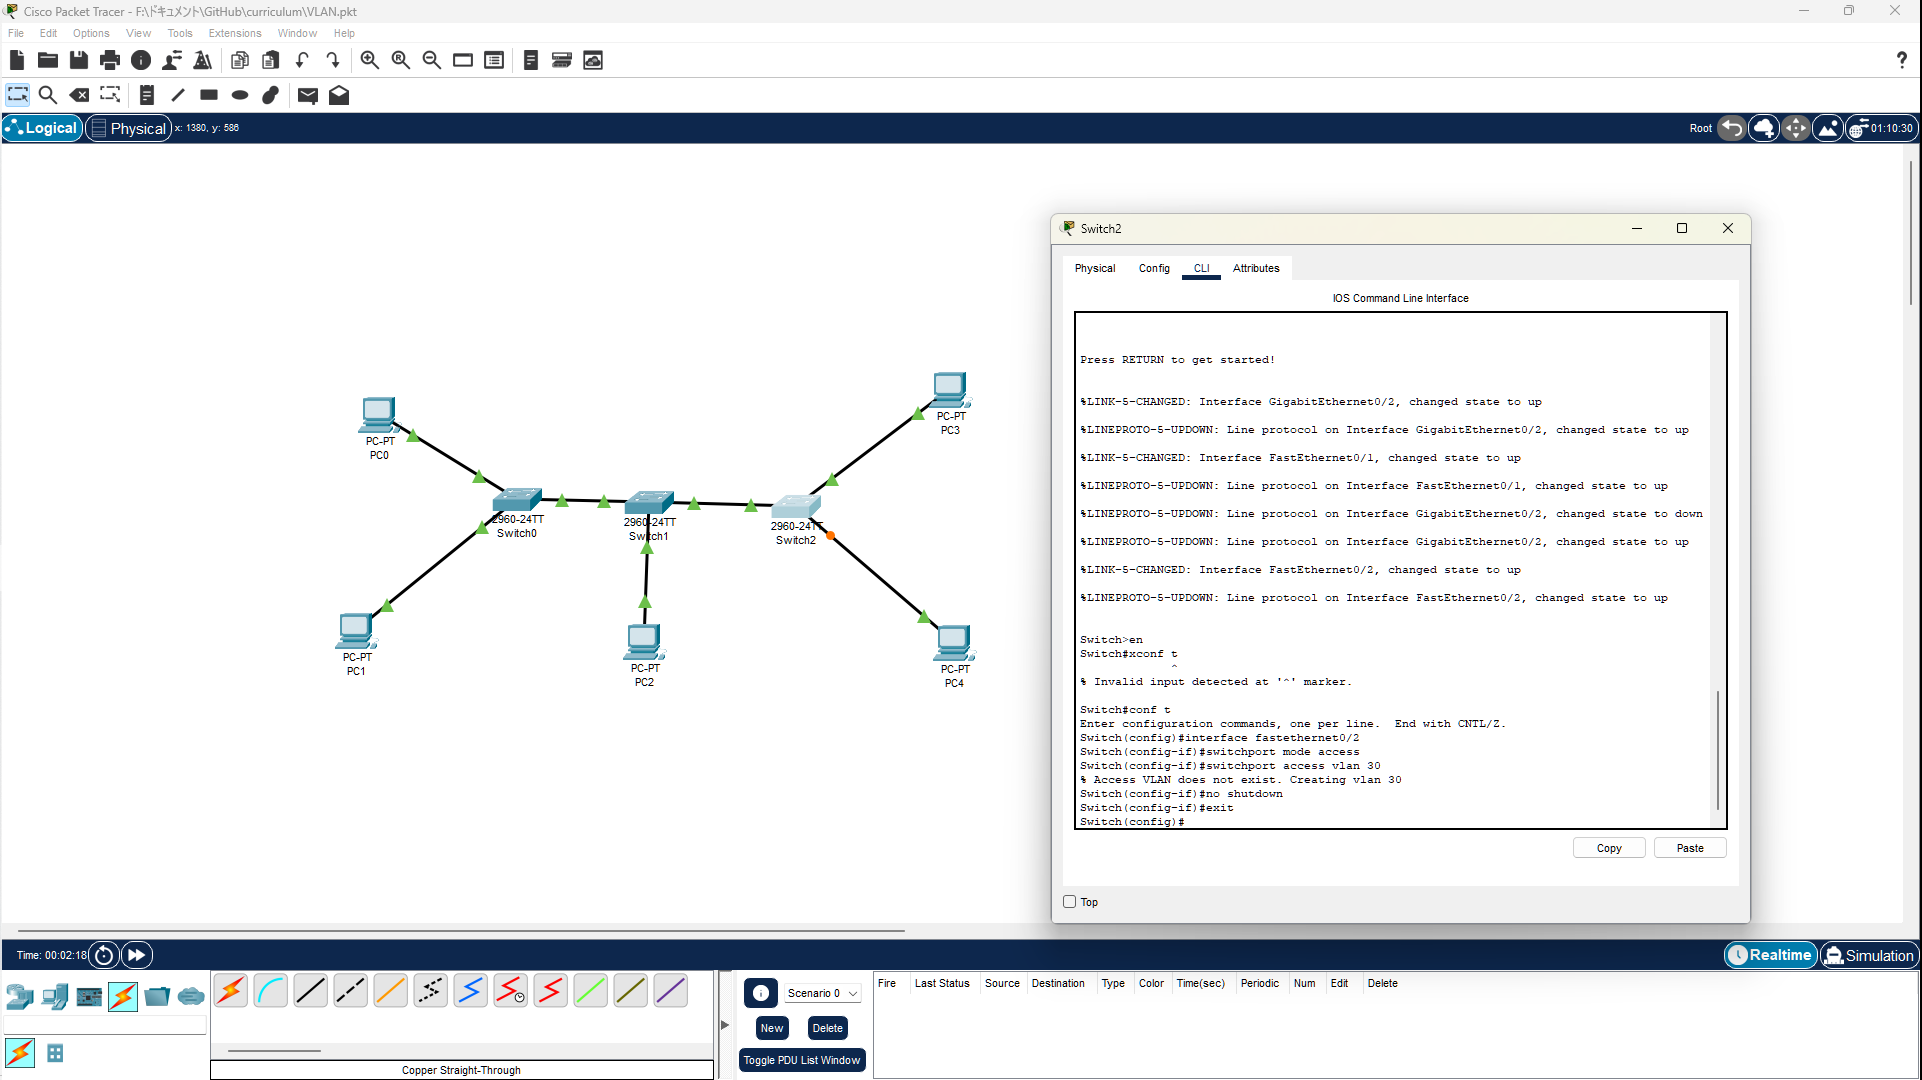 Cisco Packet Tracer - F:\ドキュメント\GitHub\curriculum\VLAN.pkt
File Edit Options View Tools Extensions Window Help
Logical Physical x: 1380, y: 586
Root 01:10:30
PC-PT
PC0
PC-PT
PC3
2960-24TT
Switch0
2960-24TT
Switch1
2960-24TT
Switch2
PC-PT
PC1
PC-PT
PC2
PC-PT
PC4
Switch2
Physical Config CLI Attributes
IOS Command Line Interface
Press RETURN to get started!
%LINK-5-CHANGED: Interface GigabitEthernet0/2, changed state to up
%LINEPROTO-5-UPDOWN: Line protocol on Interface GigabitEthernet0/2, changed state to up
%LINK-5-CHANGED: Interface FastEthernet0/1, changed state to up
%LINEPROTO-5-UPDOWN: Line protocol on Interface FastEthernet0/1, changed state to up
%LINEPROTO-5-UPDOWN: Line protocol on Interface GigabitEthernet0/2, changed state to down
%LINEPROTO-5-UPDOWN: Line protocol on Interface GigabitEthernet0/2, changed state to up
%LINK-5-CHANGED: Interface FastEthernet0/2, changed state to up
%LINEPROTO-5-UPDOWN: Line protocol on Interface FastEthernet0/2, changed state to up
Switch>en
Switch#xconf t
^
% Invalid input detected at '^' marker.
Switch#conf t
Enter configuration commands, one per line. End with CNTL/Z.
Switch(config)#interface fastethernet0/2
Switch(config-if)#switchport mode access
Switch(config-if)#switchport access vlan 30
% Access VLAN does not exist. Creating vlan 30
Switch(config-if)#no shutdown
Switch(config-if)#exit
Switch(config)#
Copy Paste
Top
Time: 00:02:18
Realtime Simulation
Scenario 0
New Delete
Toggle PDU List Window
Fire Last Status Source Destination Type Color Time(sec) Periodic Num Edit Delete
Copper Straight-Through